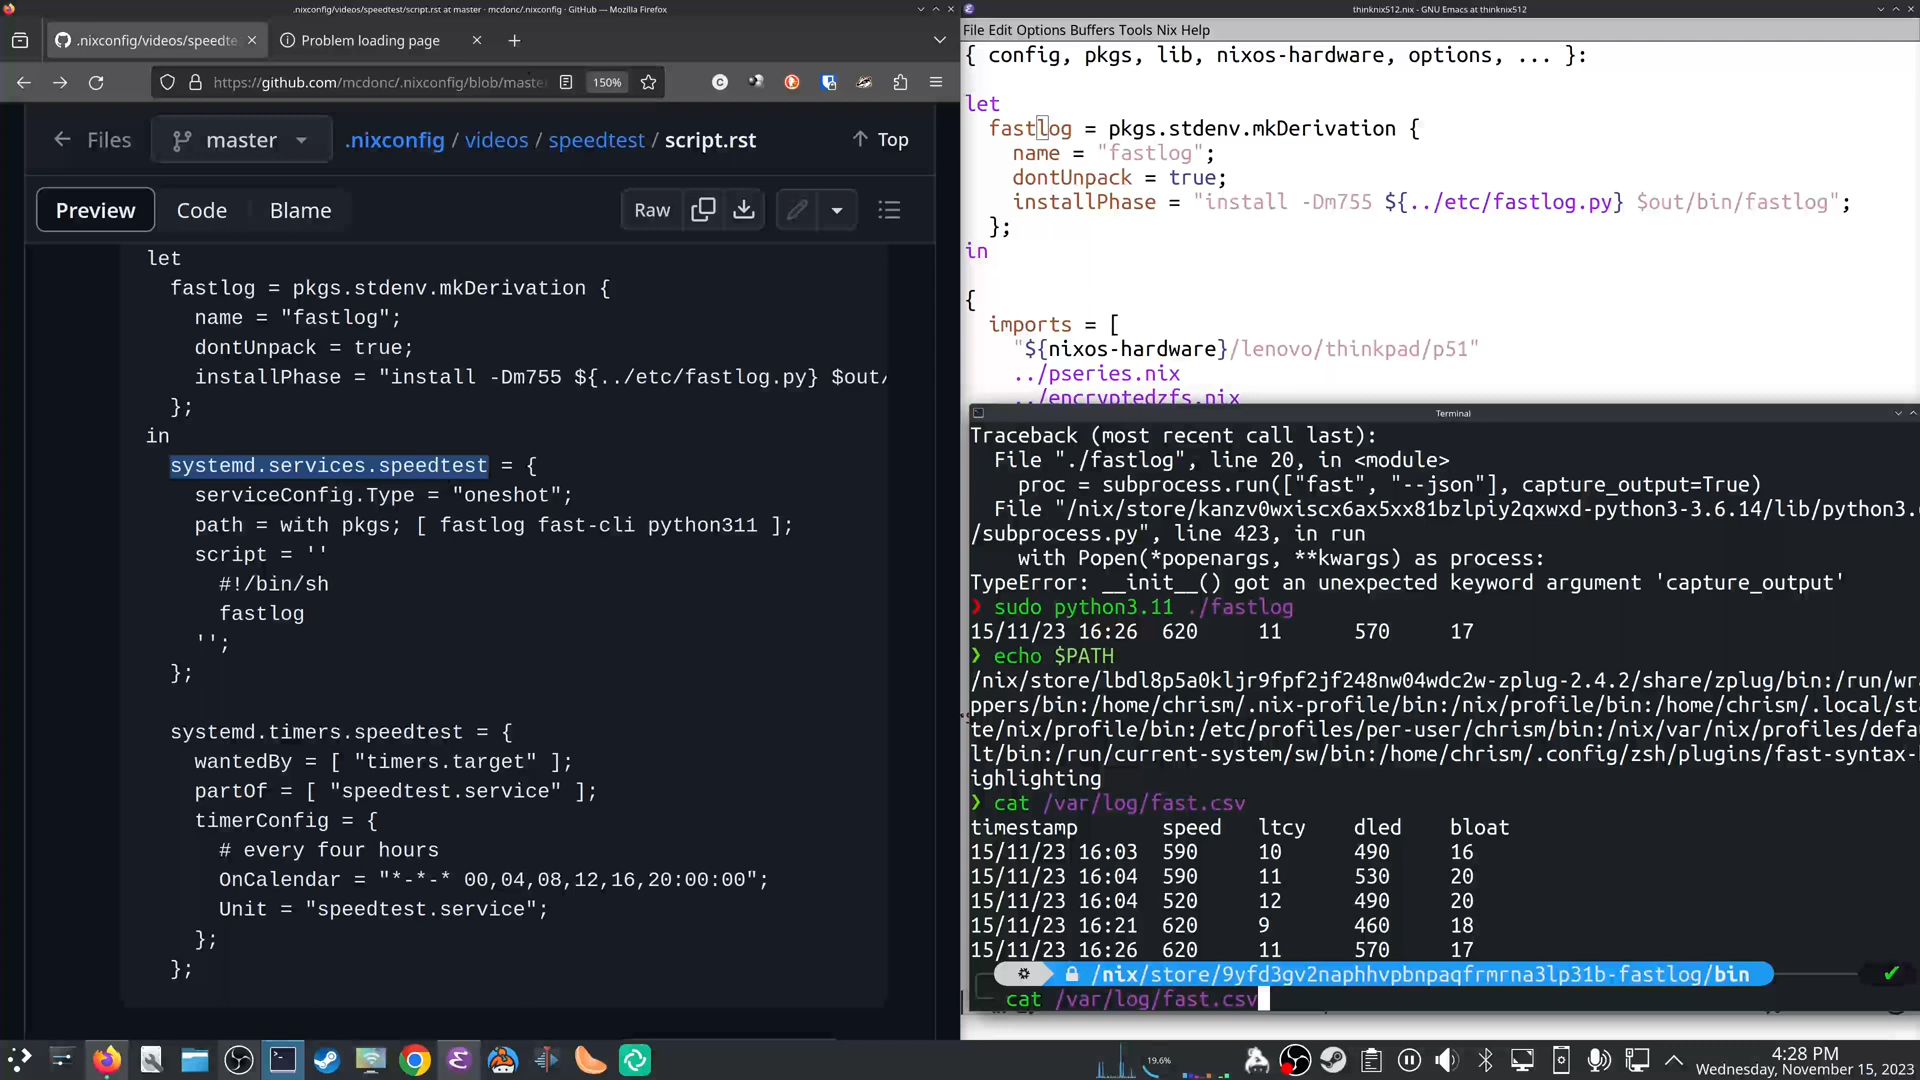 .nixconfig/videos/speedtest/script.rst at master · mcdonc/.nixconfig · GitHub — Mozilla Firefox
.nixconfig/videos/speedte
Problem loading page
https://github.com/mcdonc/.nixconfig/blob/maste
150%
Files
master
.nixconfig / videos / speedtest / script.rst
Top
Preview
Code
Blame
Raw
let
fastlog = pkgs.stdenv.mkDerivation {
name = "fastlog";
dontUnpack = true;
installPhase = "install -Dm755 ${../etc/fastlog.py} $out/
};
in
systemd.services.speedtest = {
serviceConfig.Type = "oneshot";
path = with pkgs; [ fastlog fast-cli python311 ];
script = ''
#!/bin/sh
fastlog
'';
};
systemd.timers.speedtest = {
wantedBy = [ "timers.target" ];
partOf = [ "speedtest.service" ];
timerConfig = {
# every four hours
OnCalendar = "*-*-* 00,04,08,12,16,20:00:00";
Unit = "speedtest.service";
};
};
thinknix512.nix - GNU Emacs at thinknix512
File Edit Options Buffers Tools Nix Help
{ config, pkgs, lib, nixos-hardware, options, ... }:
let
fastlog = pkgs.stdenv.mkDerivation {
name = "fastlog";
dontUnpack = true;
installPhase = "install -Dm755 ${../etc/fastlog.py} $out/bin/fastlog";
};
in
{
imports = [
"${nixos-hardware}/lenovo/thinkpad/p51"
../pseries.nix
../encryptedzfs.nix
Terminal
Traceback (most recent call last):
File "./fastlog", line 20, in <module>
proc = subprocess.run(["fast", "--json"], capture_output=True)
File "/nix/store/kanzv0wxiscx6ax5xx81bzlpiy2qxwxd-python3-3.6.14/lib/python3.
/subprocess.py", line 423, in run
with Popen(*popenargs, **kwargs) as process:
TypeError: __init__() got an unexpected keyword argument 'capture_output'
❯ sudo python3.11 ./fastlog
15/11/23 16:26 620 11 570 17
❯ echo $PATH
/nix/store/lbdl8p5a0kljr9fpf2jf248nw04wdc2w-zplug-2.4.2/share/zplug/bin:/run/wra
ppers/bin:/home/chrism/.nix-profile/bin:/nix/profile/bin:/home/chrism/.local/sta
te/nix/profile/bin:/etc/profiles/per-user/chrism/bin:/nix/var/nix/profiles/defau
lt/bin:/run/current-system/sw/bin:/home/chrism/.config/zsh/plugins/fast-syntax-h
ighlighting
❯ cat /var/log/fast.csv
timestamp speed ltcy dled bloat
15/11/23 16:03 590 10 490 16
15/11/23 16:04 590 11 530 20
15/11/23 16:04 520 12 490 20
15/11/23 16:21 620 9 460 18
15/11/23 16:26 620 11 570 17
/nix/store/9yfd3gv2naphhvpbnpaqfrmrna3lp31b-fastlog/bin
cat /var/log/fast.csv
19.6%
4:28 PM
Wednesday, November 15, 2023